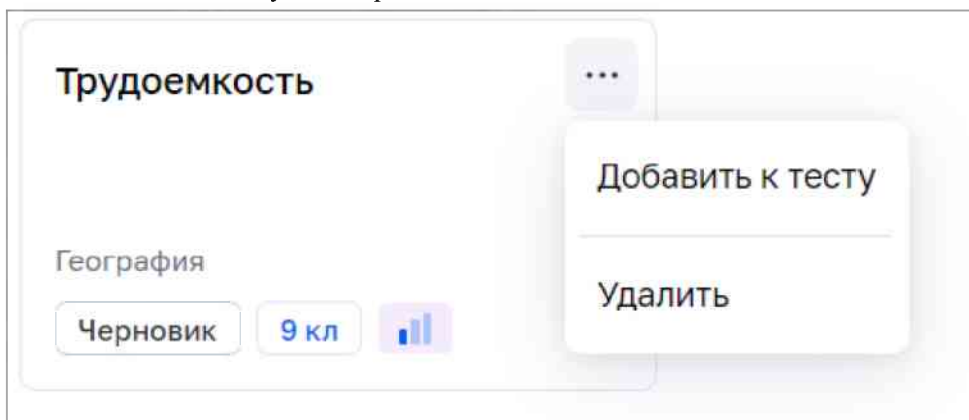 Трудоемкость
...
Добавить к тесту
Удалить
География
Черновик
9 кл